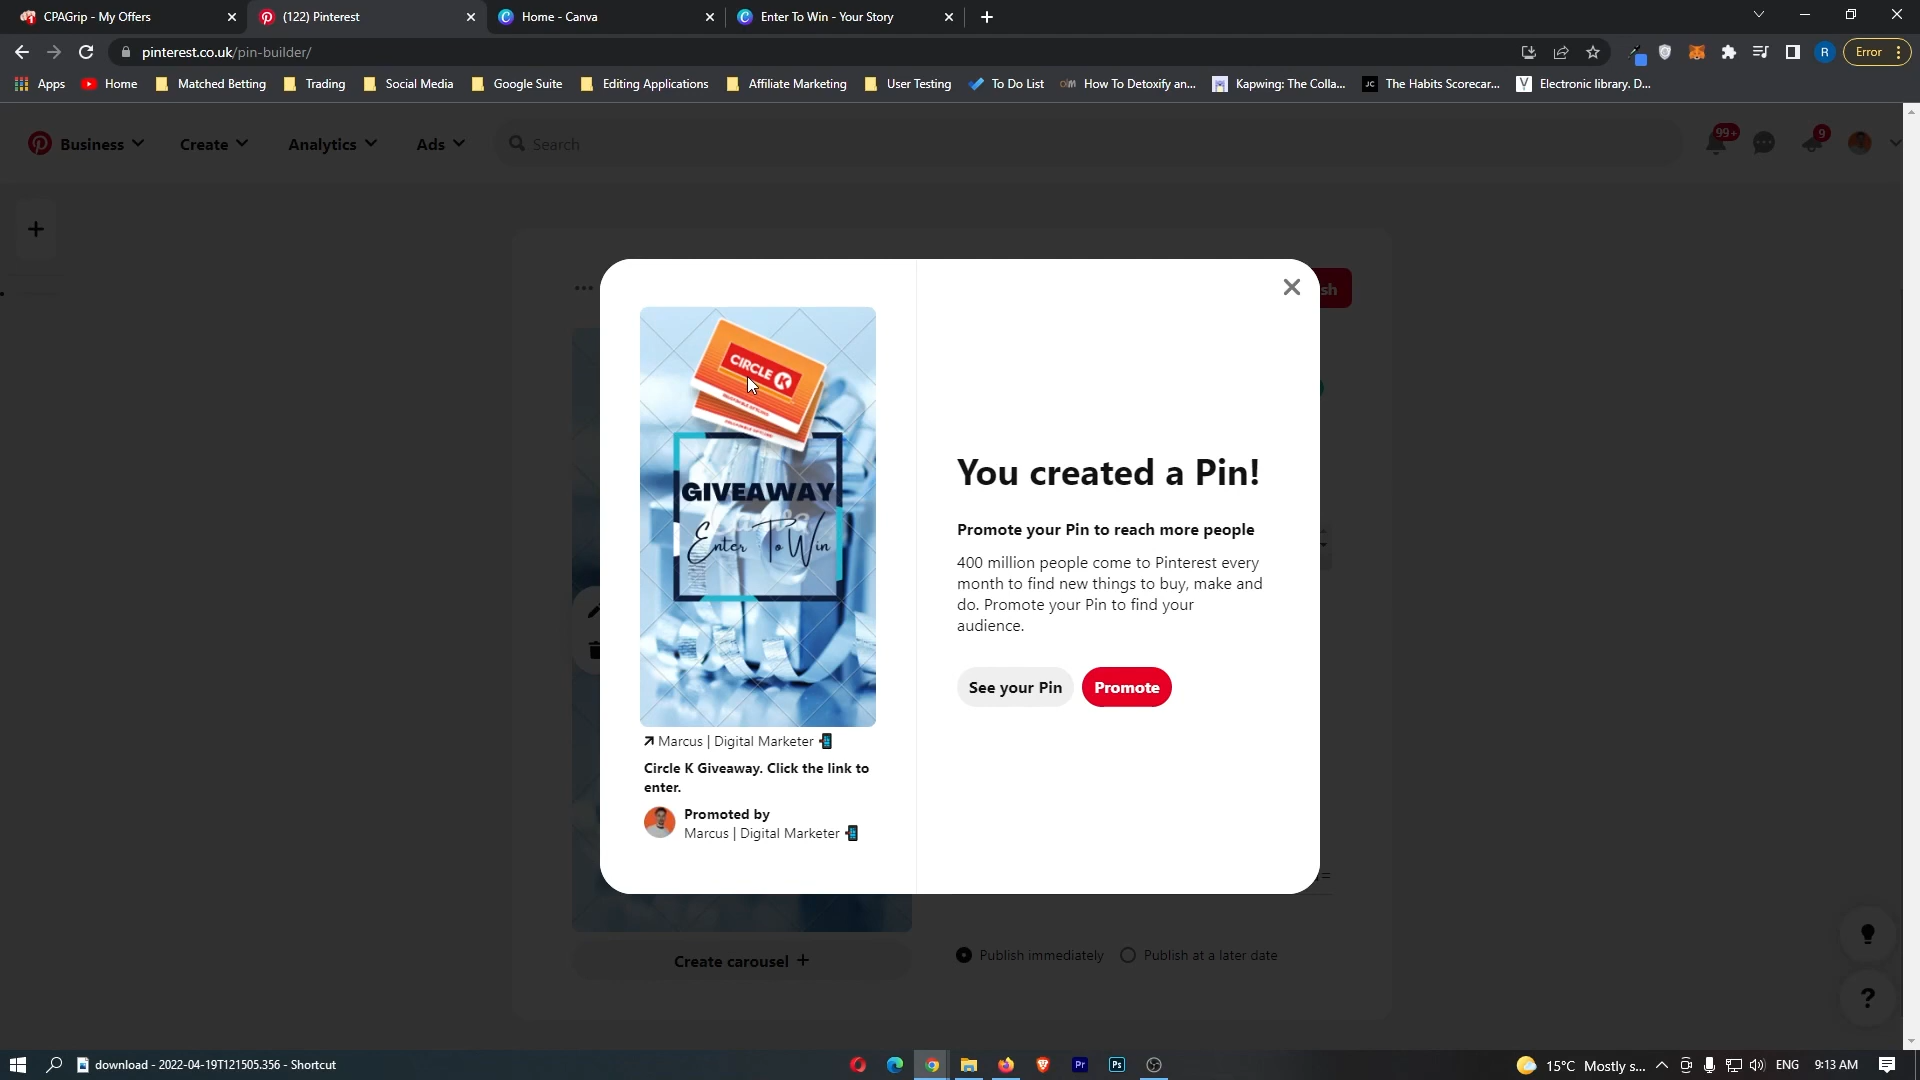 CPAGrip - My Offers
(122) Pinterest
Home - Canva
Enter To Win - Your Story
pinterest.co.uk/pin-builder/
R
Error
Apps
Home
Matched Betting
Trading
Social Media
Google Suite
Editing Applications
Affiliate Marketing
User Testing
To Do List
How To Detoxify an...
Kapwing: The Colla...
JC
The Habits Scorecar...
Electronic library. D...
Business
Create
Analytics
Ads
Search
99+
9
sh
CIRCLE K
GIVEAWAY
Canva
Enter To Win
Marcus | Digital Marketer
Circle K Giveaway. Click the link to
enter.
Promoted by
Marcus | Digital Marketer
You created a Pin!
Promote your Pin to reach more people
400 million people come to Pinterest every
month to find new things to buy, make and
do. Promote your Pin to find your
audience.
See your Pin
Promote
Create carousel +
Publish immediately
Publish at a later date
?
download - 2022-04-19T121505.356 - Shortcut
Pr
Ps
15°C Mostly s...
ENG
9:13 AM